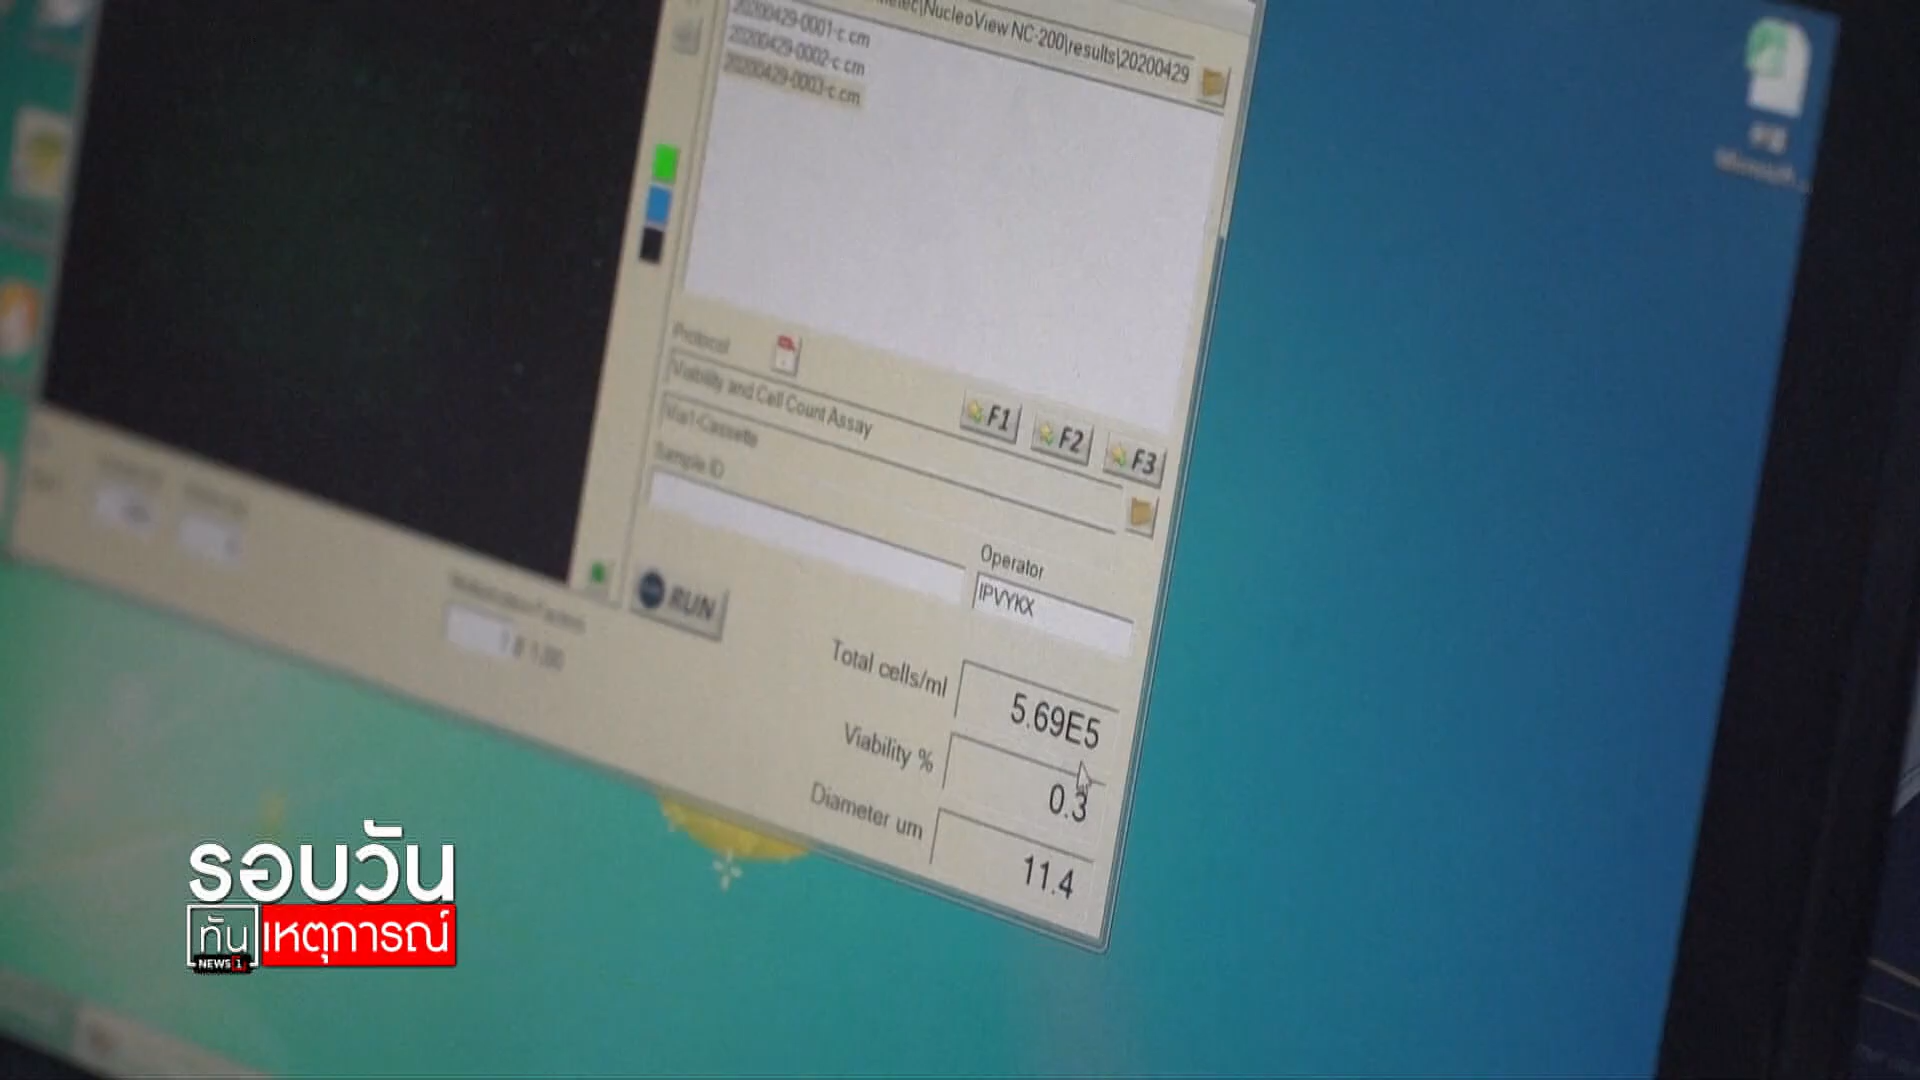 NucleoView NC-200\results\20200429
20200429-0001-c.cm
20200429-0002-c.cm
20200429-0003-c.cm
Protocol
Viability and Cell Count Assay
F1
F2
F3
Via1-Cassette
Sample ID
Operator
IPVYKX
RUN
Total cells/ml
5.69E5
Viability %
0.3
Diameter um
11.4
รอบวัน
ทัน เหตุการณ์
NEWS 1